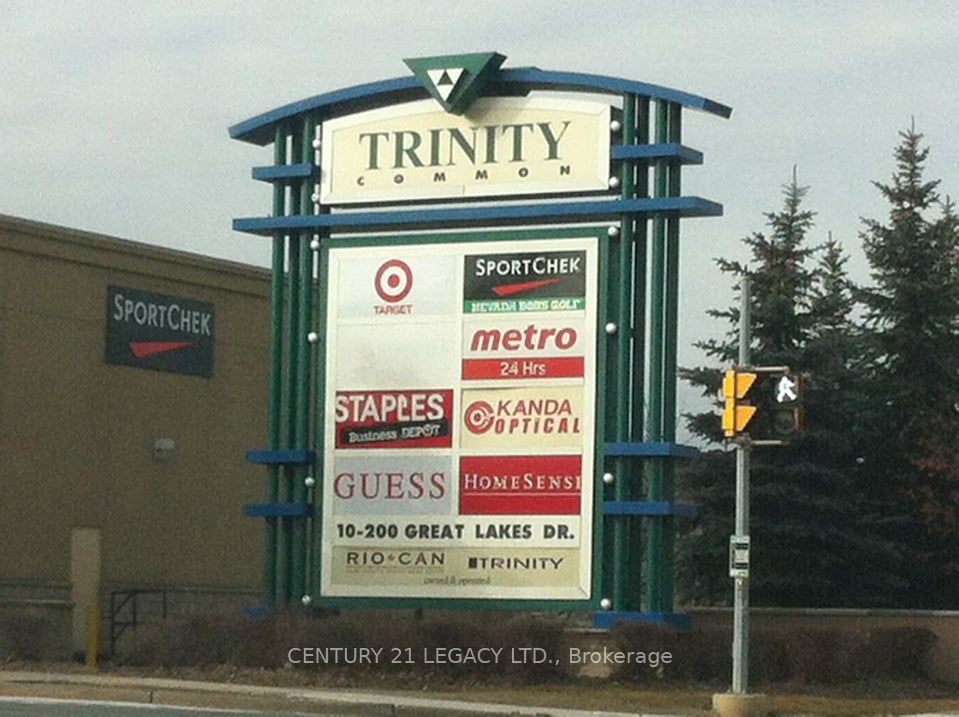 TRINITY
COMMON
SPORTCHEK
TARGET
SPORTCHEK
NEVADA BOB'S GOLF
metro
24 Hrs
STAPLES
Business DEPOT
KANDA
OPTICAL
GUESS
HOMESENSE
10-200 GREAT LAKES DR.
RIO CAN
TRINITY
owned & operated
CENTURY 21 LEGACY LTD., Brokerage